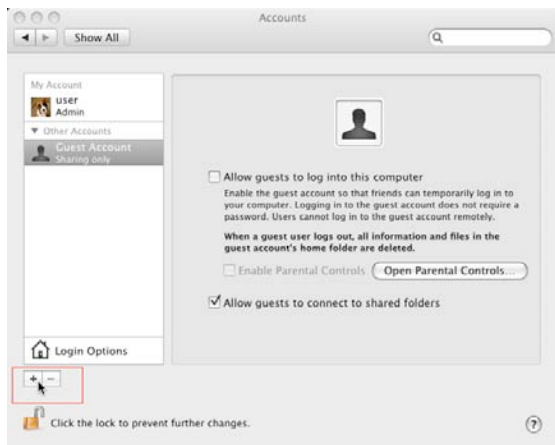 Accounts
Show All
My Account
user
Admin
Other Accounts
Guest Account
Sharing only
Allow guests to log into this computer
Enable the guest account so that friends can temporarily log in to
your computer. Logging in to the guest account does not require a
password. Users cannot log in to the guest account remotely.
When a guest user logs out, all information and files in the
guest account's home folder are deleted.
Enable Parental Controls
Open Parental Controls...
Allow guests to connect to shared folders
Login Options
+ −
Click the lock to prevent further changes.
?